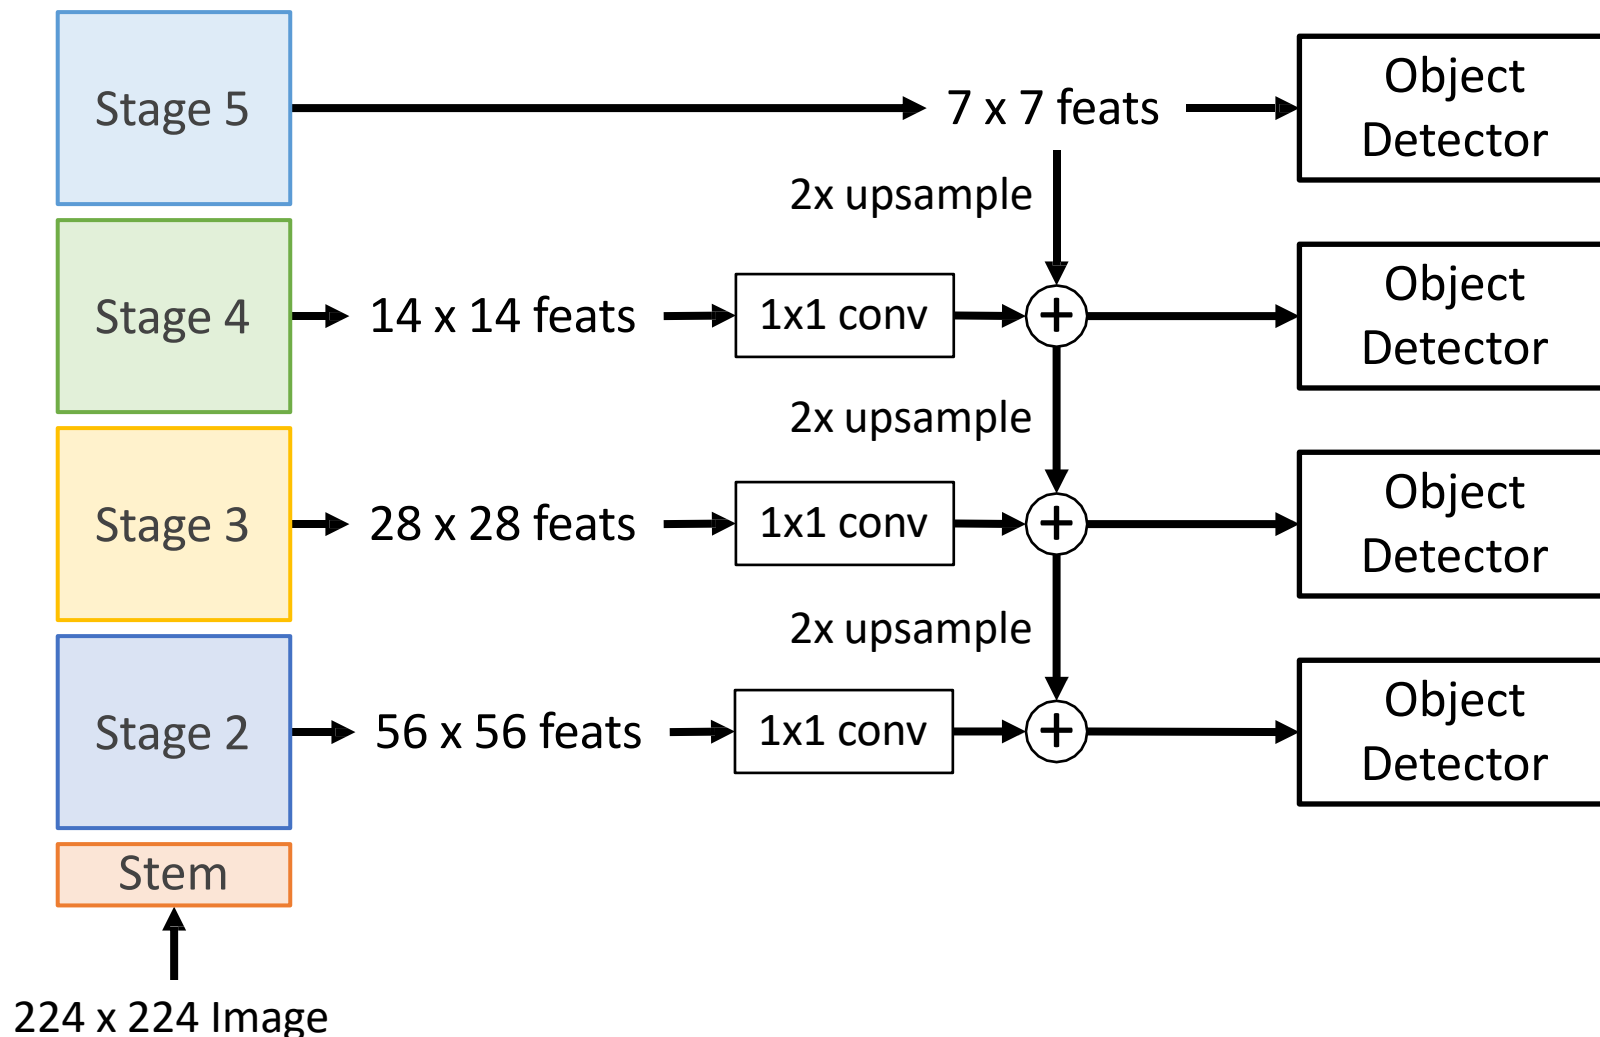 Stage 5
7 x 7 feats
Object
Detector
2x upsample
Stage 4
14 x 14 feats
1x1 conv
+
Object
Detector
2x upsample
Stage 3
28 x 28 feats
1x1 conv
+
Object
Detector
2x upsample
Stage 2
56 x 56 feats
1x1 conv
+
Object
Detector
Stem
224 x 224 Image